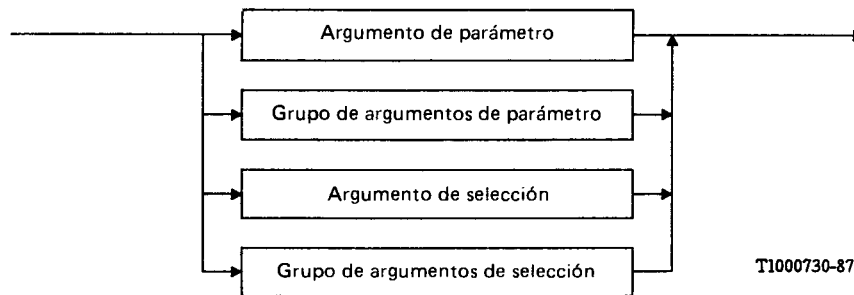 Argumento de parámetro
Grupo de argumentos de parámetro
Argumento de selección
Grupo de argumentos de selección
T1000730-87